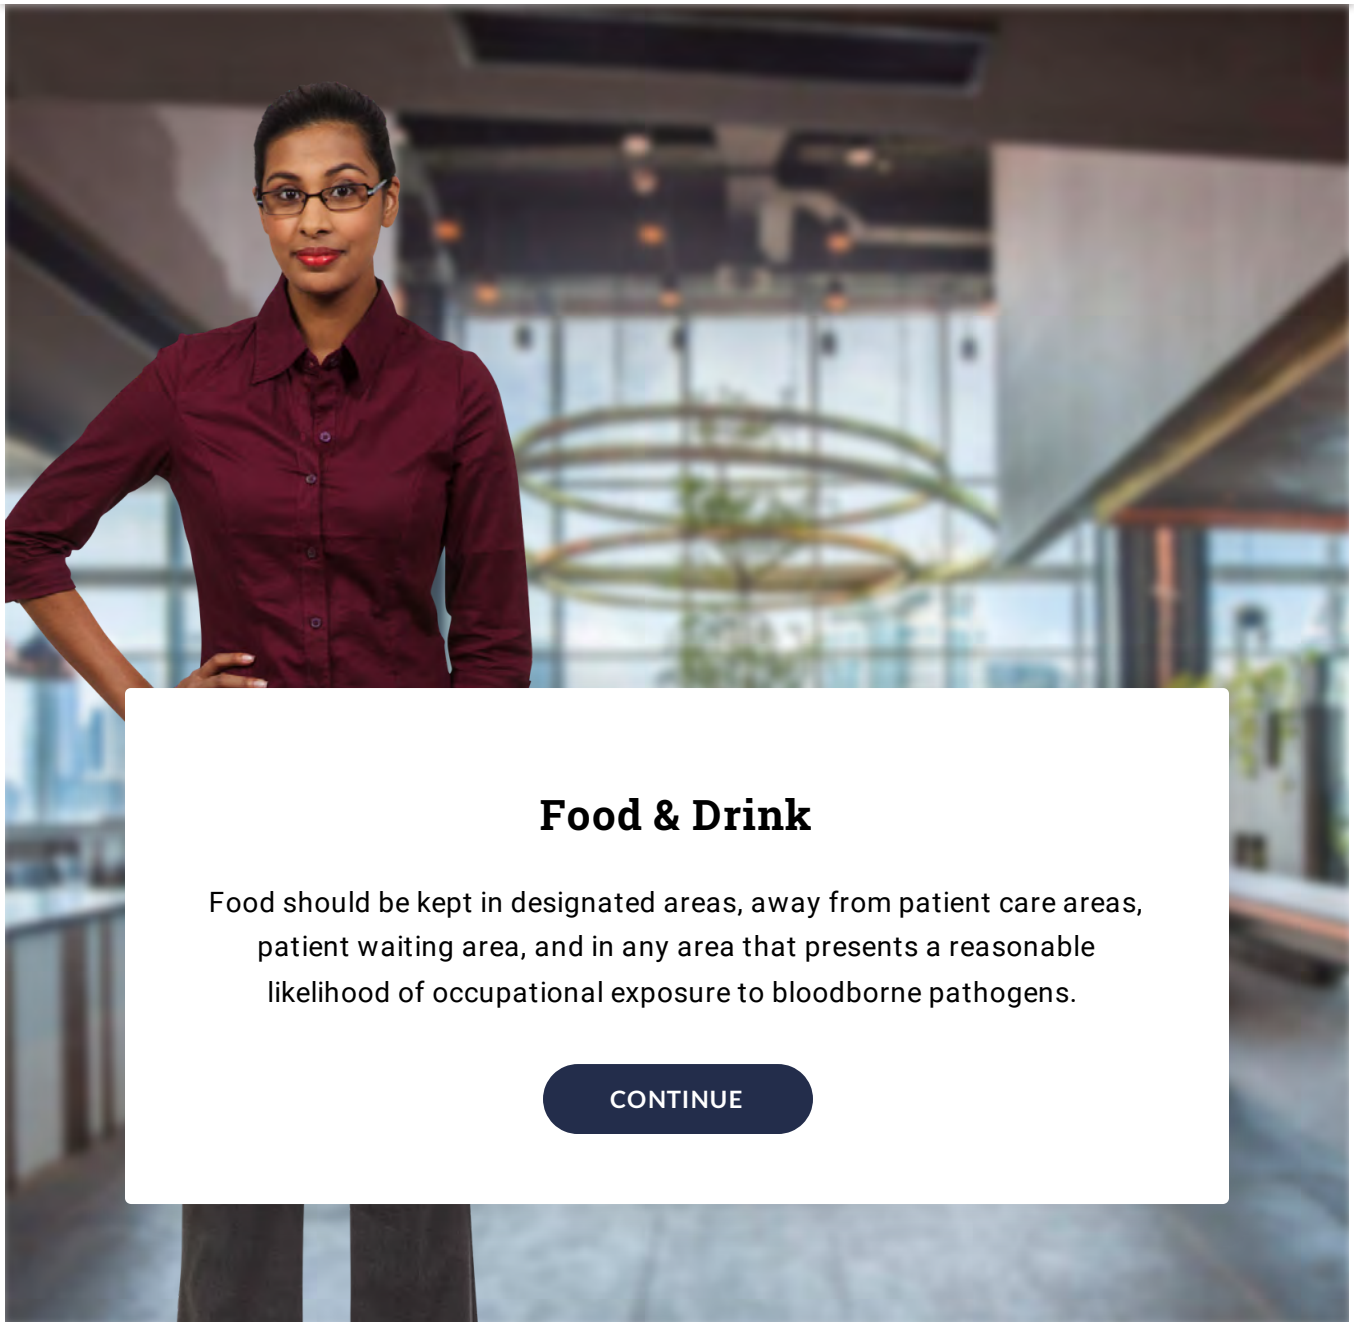 Food & Drink
Food should be kept in designated areas, away from patient care areas,
patient waiting area, and in any area that presents a reasonable
likelihood of occupational exposure to bloodborne pathogens.
CONTINUE